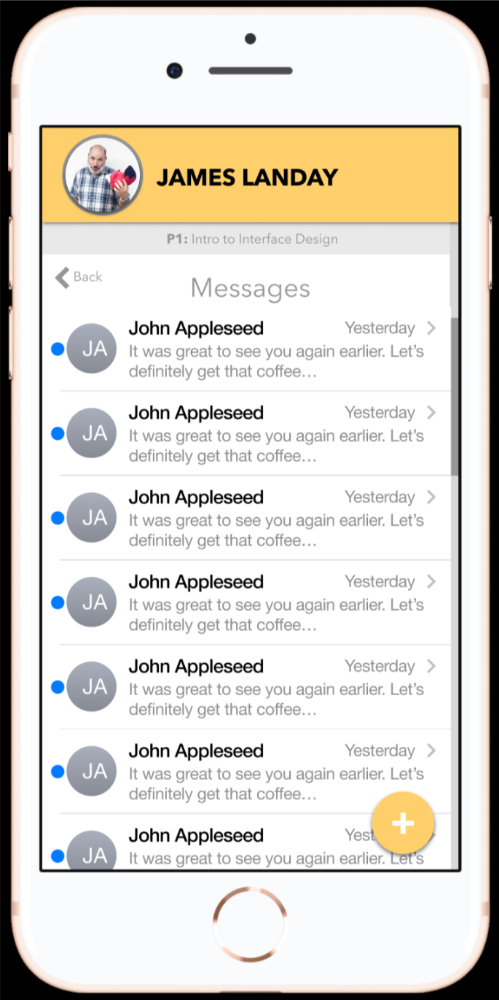 JAMES LANDAY
P1: Intro to Interface Design
Back
Messages
John Appleseed Yesterday
JA
It was great to see you again earlier. Let’s
definitely get that coffee…
John Appleseed Yesterday
JA
It was great to see you again earlier. Let’s
definitely get that coffee…
John Appleseed Yesterday
JA
It was great to see you again earlier. Let’s
definitely get that coffee…
John Appleseed Yesterday
JA
It was great to see you again earlier. Let’s
definitely get that coffee…
John Appleseed Yesterday
JA
It was great to see you again earlier. Let’s
definitely get that coffee…
John Appleseed Yesterday
JA
It was great to see you again earlier. Let’s
definitely get that coffee…
John Appleseed Yest
JA
It was great to see you again earlier. Let’s